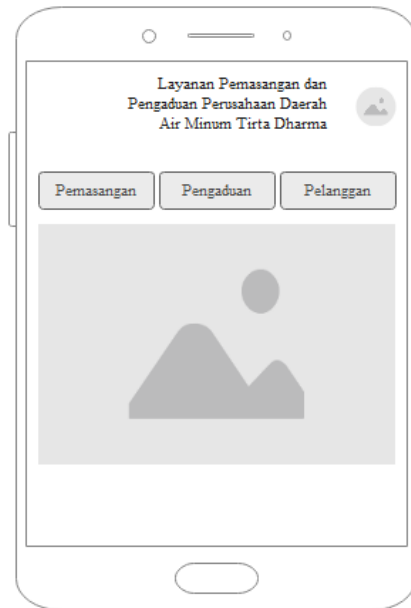 Layanan Pemasangan dan
Pengaduan Perusahaan Daerah
Air Minum Tirta Dharma
Pemasangan
Pengaduan
Pelanggan